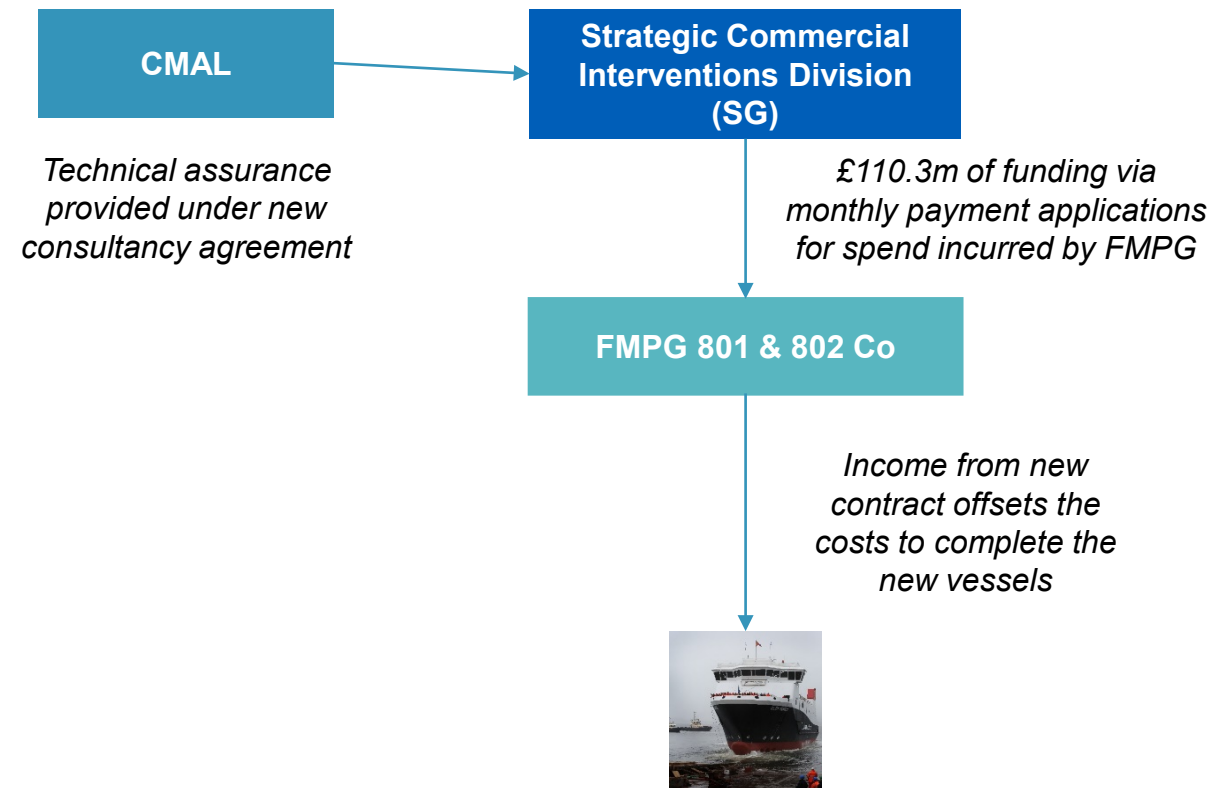 CMAL
Strategic Commercial
Interventions Division
(SG)
Technical assurance
provided under new
consultancy agreement
£110.3m of funding via
monthly payment applications
for spend incurred by FMPG
FMPG 801 & 802 Co
Income from new
contract offsets the
costs to complete the
new vessels